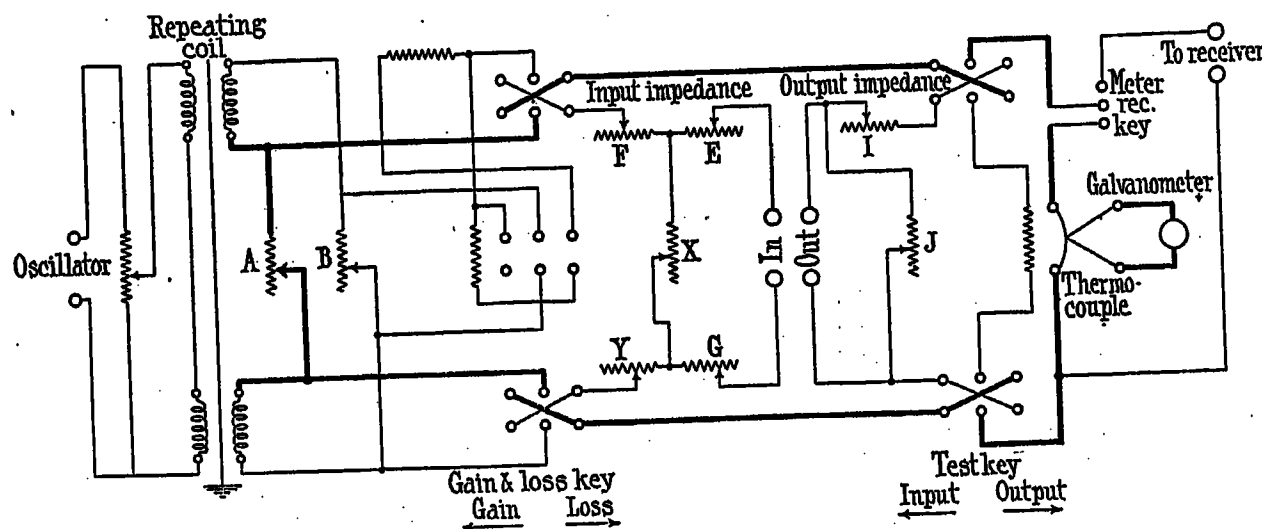 Repeating
coil
To receiver
Input impedance
Output impedance
Meter
rec.
key
F
E
I
Galvanometer
A
B
X
In
Out
J
Oscillator
Thermo-
couple
Y
G
Gain & loss key
Gain
Loss
Test key
Input
Output